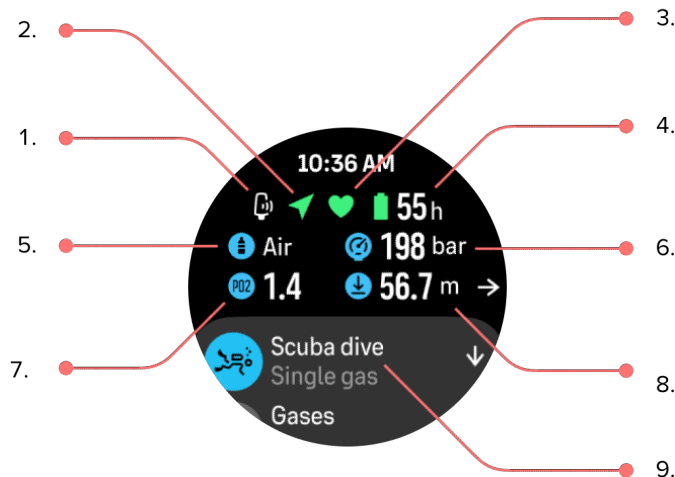 2.
3.
1.
4.
10:36 AM
55 h
5.
Air
198 bar
6.
PO2 1.4
56.7 m
7.
8.
Scuba dive
Single gas
Gases
9.